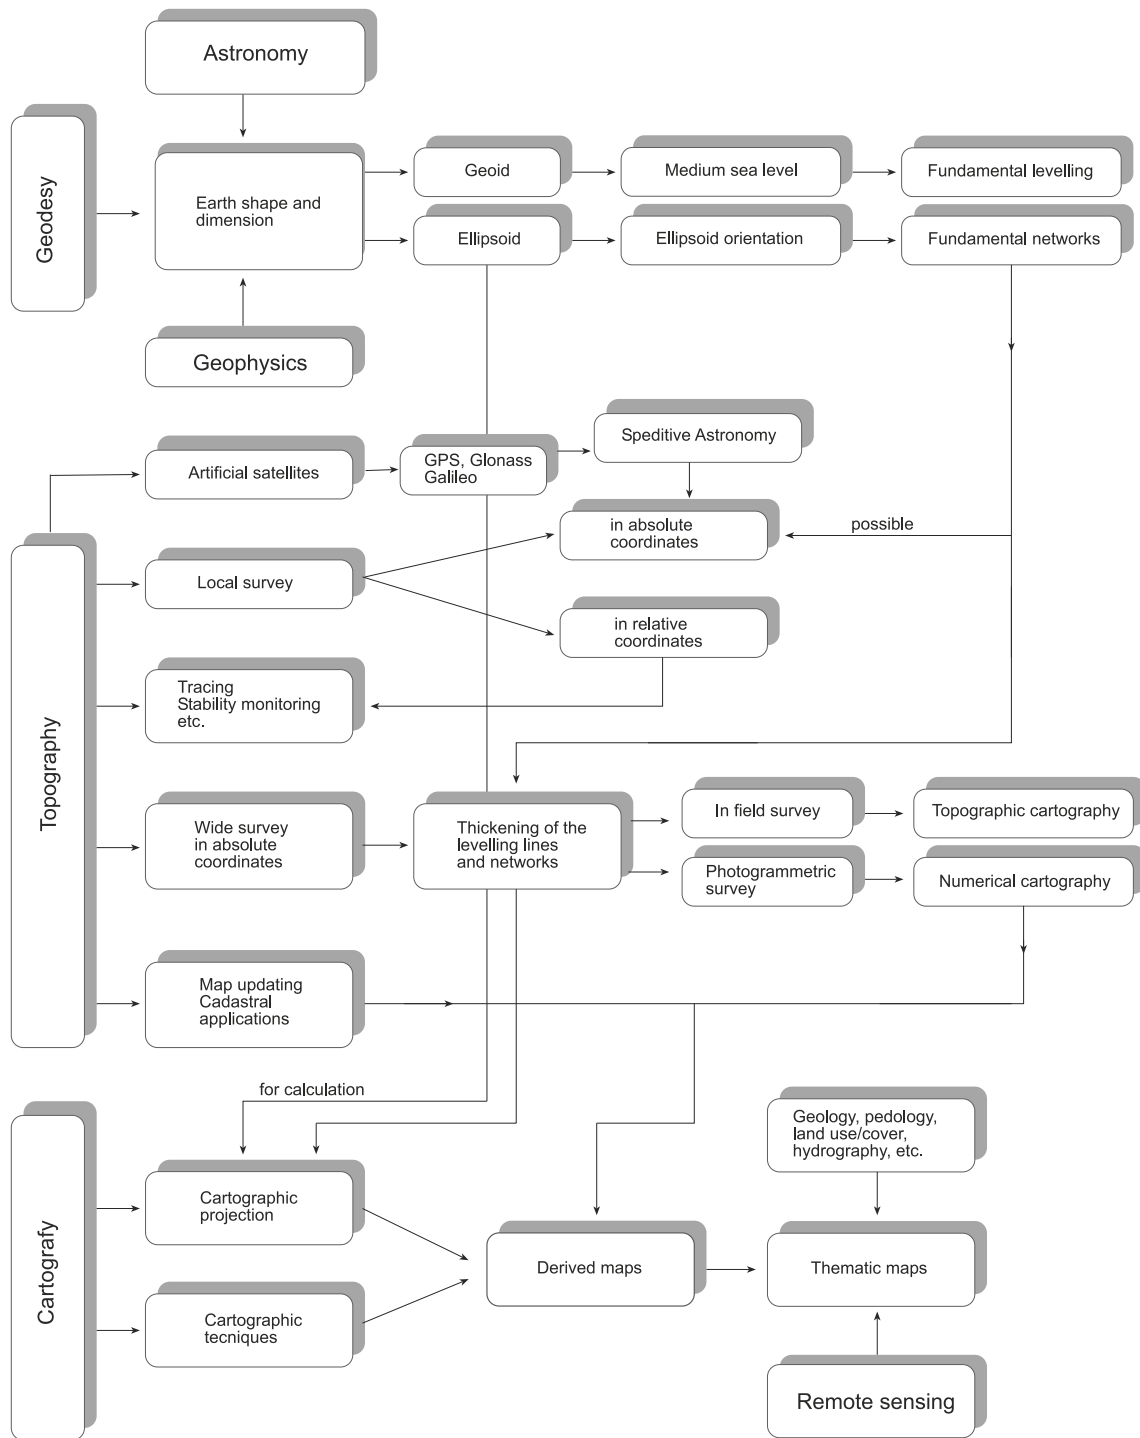 Astronomy
Geodesy
Earth shape and
dimension
Geoid
Medium sea level
Fundamental levelling
Ellipsoid
Ellipsoid orientation
Fundamental networks
Geophysics
Speditive Astronomy
Artificial satellites
GPS, Glonass
Galileo
in absolute
coordinates
possible
Topography
Local survey
in relative
coordinates
Tracing
Stability monitoring
etc.
Wide survey
in absolute
coordinates
Thickening of the
levelling lines
and networks
In field survey
Topographic cartography
Photogrammetric
survey
Numerical cartography
Map updating
Cadastral
applications
for calculation
Cartografy
Geology, pedology,
land use/cover,
hydrography, etc.
Cartographic
projection
Derived maps
Thematic maps
Cartographic
tecniques
Remote sensing